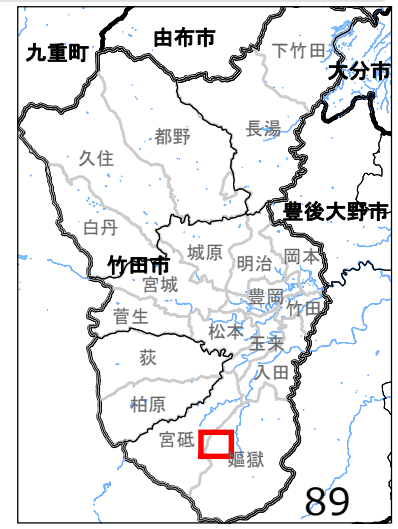 由布市
九重町
下竹田
大分市
都野
長湯
久住
豊後大野市
白丹
城原
岡本
明治
竹田市
宮城
豊岡
竹田
菅生
松本
玉来
荻
入田
柏原
宮砥
嫗獄
89